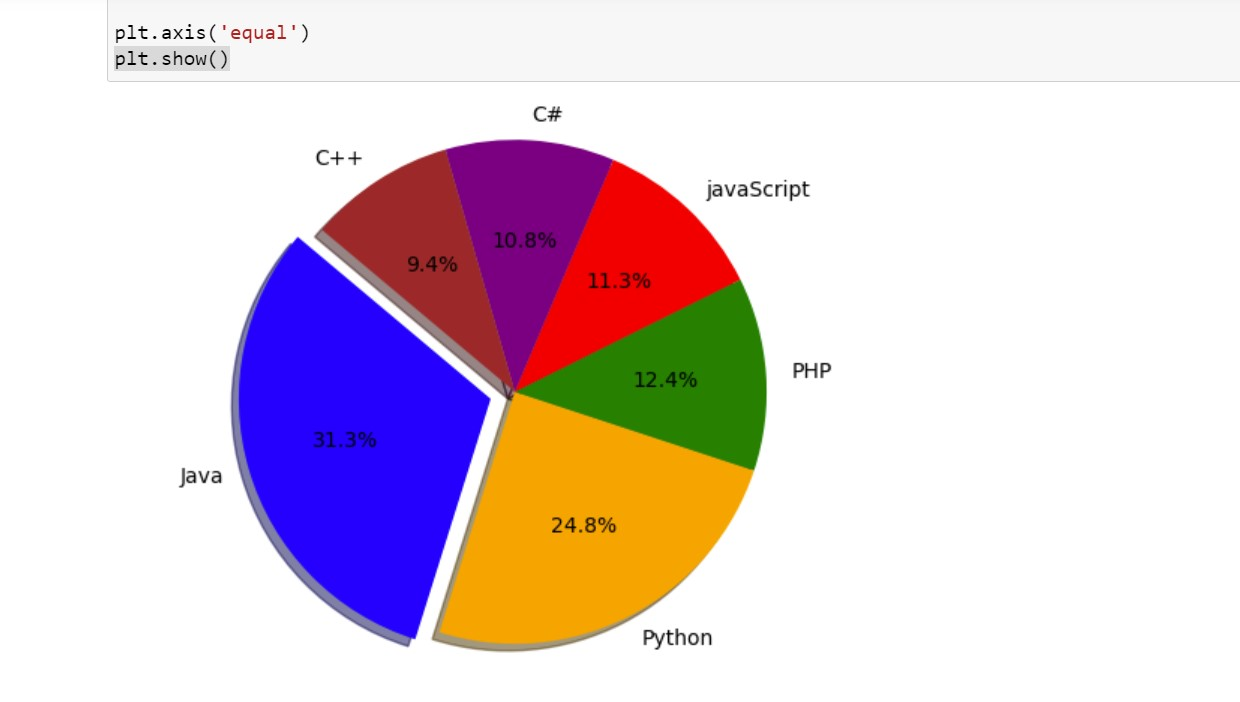 plt.axis('equal')
plt.show()
C#
C++
javaScript
10.8%
9.4%
11.3%
PHP
12.4%
31.3%
Java
24.8%
Python